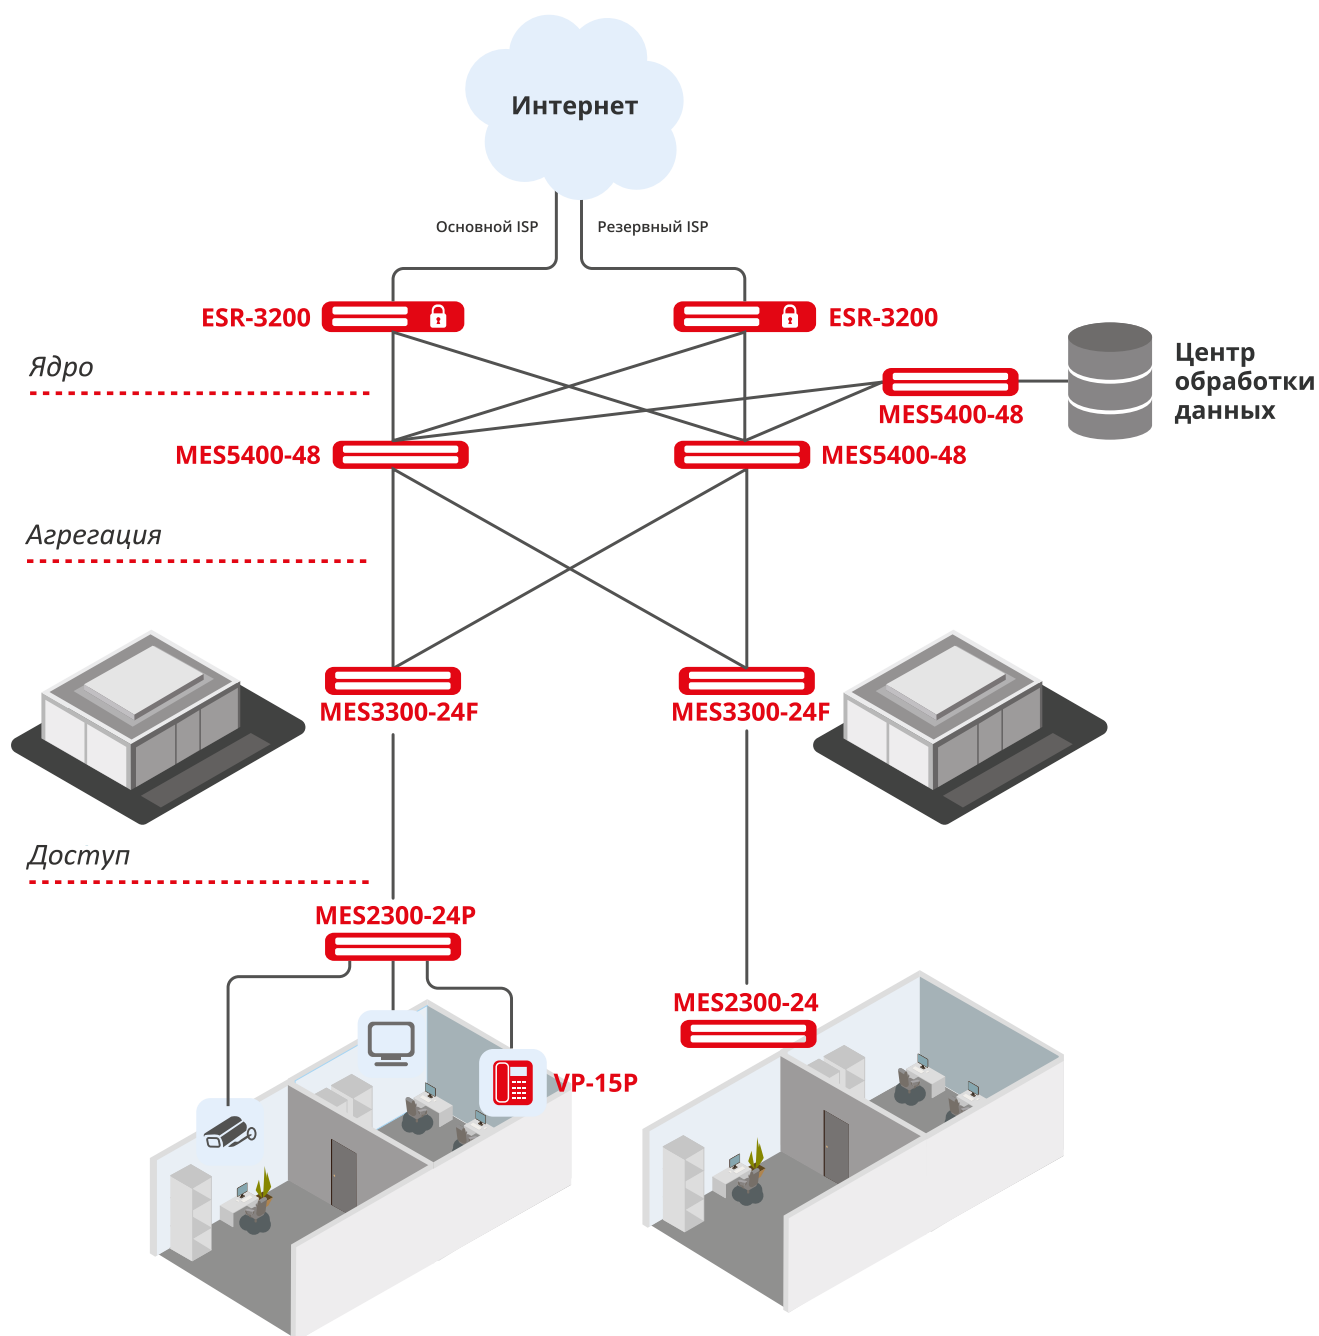 Интернет
Основной ISP
Резервный ISP
ESR-3200
ESR-3200
Ядро
Центр
обработки
данных
MES5400-48
MES5400-48
MES5400-48
Агрегация
MES3300-24F
MES3300-24F
Доступ
MES2300-24P
MES2300-24
VP-15P